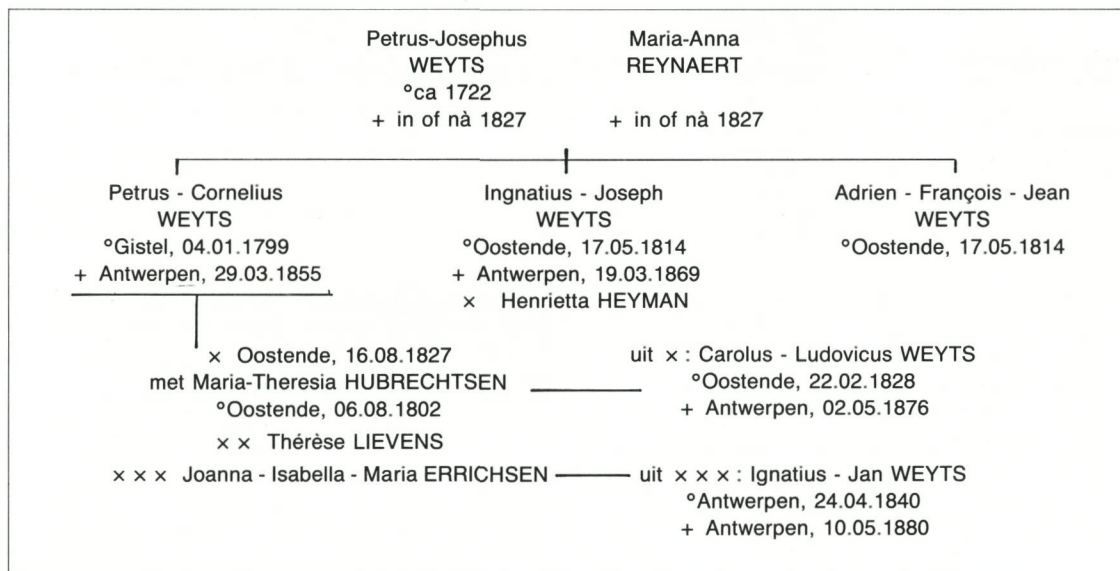 Petrus-Josephus
WEYTS
°ca 1722
+ in of nà 1827
Maria-Anna
REYNAERT
+ in of nà 1827
Petrus - Cornelius
WEYTS
°Gistel, 04.01.1799
+ Antwerpen, 29.03.1855
Ingnatius - Joseph
WEYTS
°Oostende, 17.05.1814
+ Antwerpen, 19.03.1869
× Henrietta HEYMAN
Adrien - François - Jean
WEYTS
°Oostende, 17.05.1814
× Oostende, 16.08.1827
met Maria-Theresia HUBRECHTSEN
°Oostende, 06.08.1802
× × Thérèse LIEVENS
× × × Joanna - Isabella - Maria ERRICHSEN
uit × : Carolus - Ludovicus WEYTS
°Oostende, 22.02.1828
+ Antwerpen, 02.05.1876
uit × × × : Ignatius - Jan WEYTS
°Antwerpen, 24.04.1840
+ Antwerpen, 10.05.1880